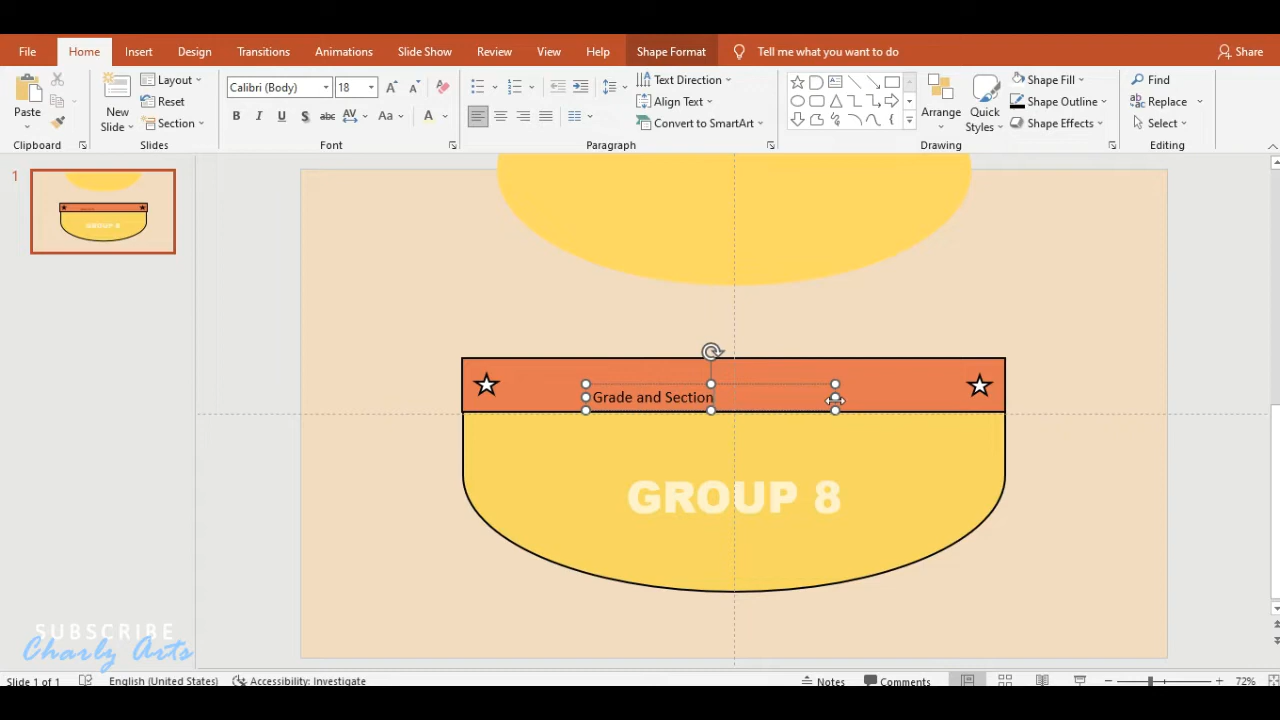 File Home Insert Design Transitions Animations Slide Show Review View Help Shape Format Tell me what you want to do Share
Paste New Slide Layout Reset Section Calibri (Body) 18 Text Direction Align Text Convert to SmartArt Arrange Quick Styles Shape Fill Shape Outline Shape Effects Find Replace Select
Clipboard Slides Font Paragraph Drawing Editing
1
GROUP 8
Grade and Section
GROUP 8
SUBSCRIBE
Charly Arts
Slide 1 of 1 English (United States) Accessibility: Investigate Notes Comments 72%